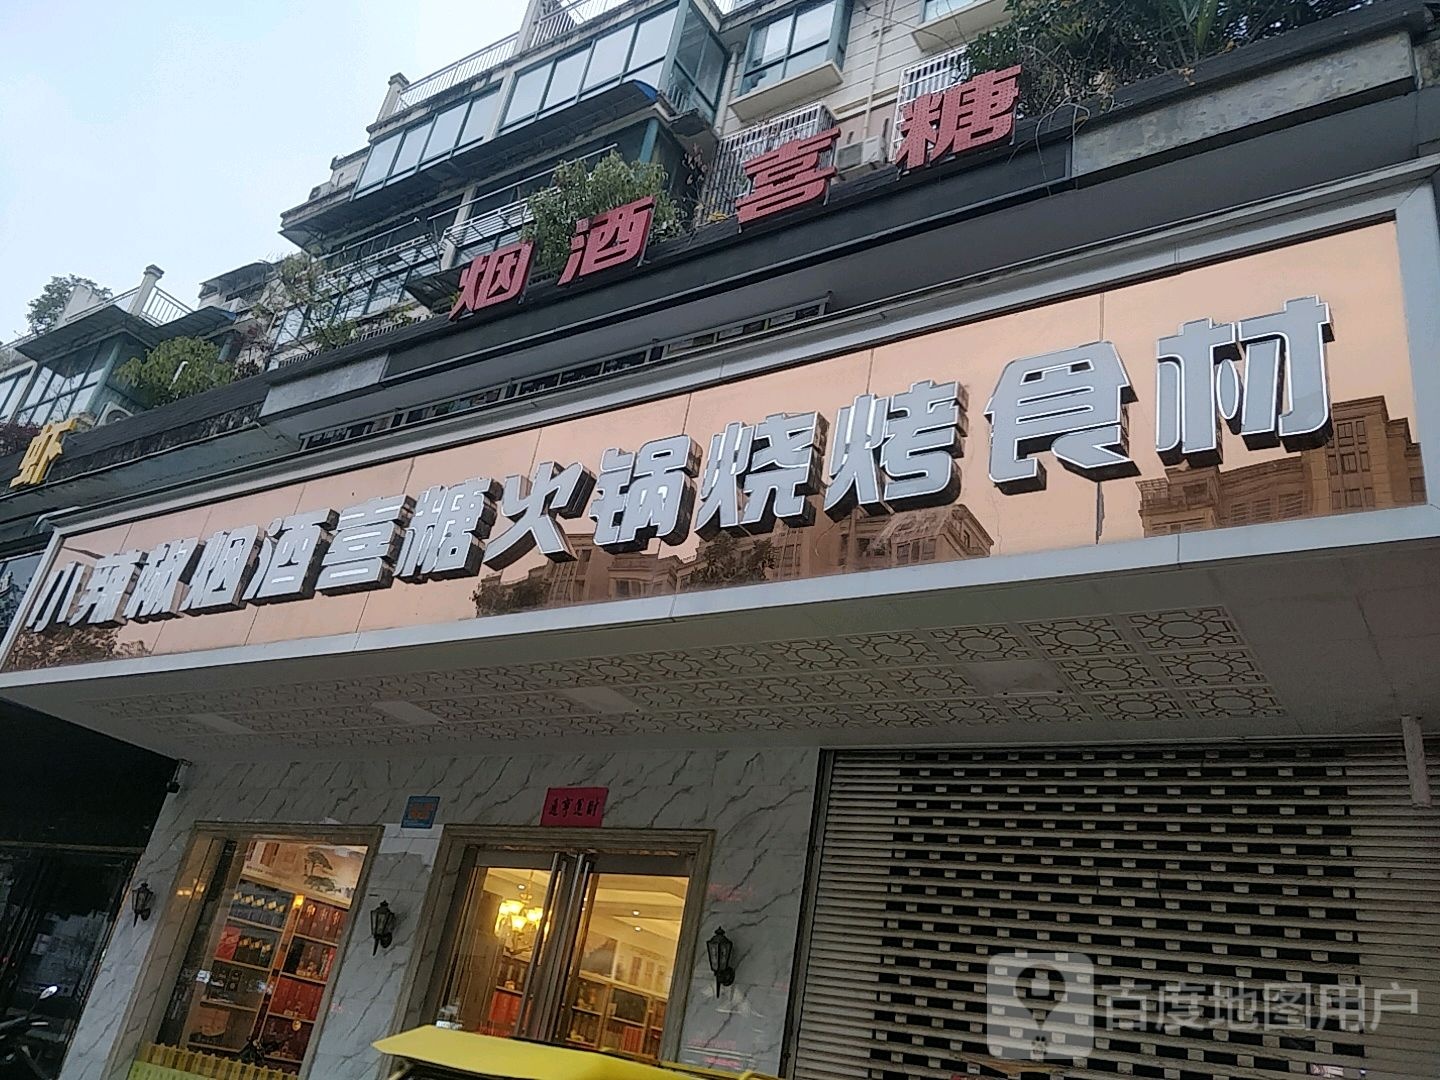 烟酒喜糖
虾
小辣椒烟酒喜糖火锅烧烤食材
百度地图用户